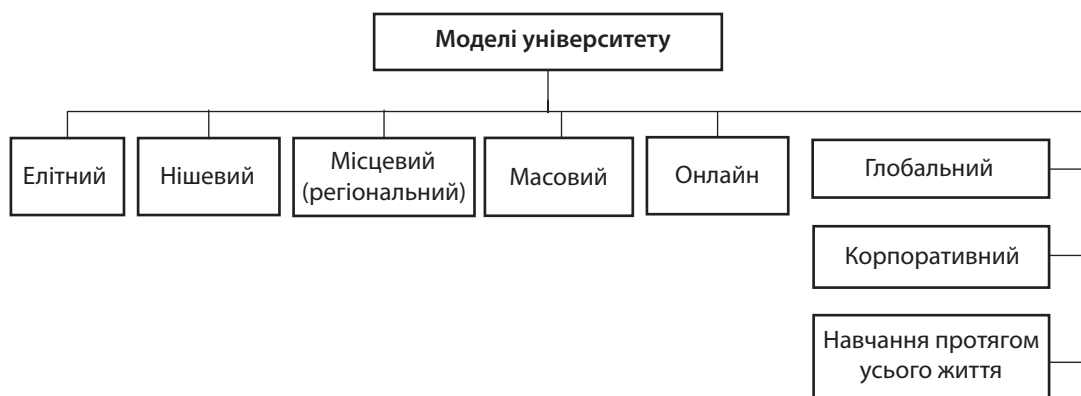 Моделі університету
Елітний
Нішевий
Місцевий
(регіональний)
Масовий
Онлайн
Глобальний
Корпоративний
Навчання протягом
усього життя